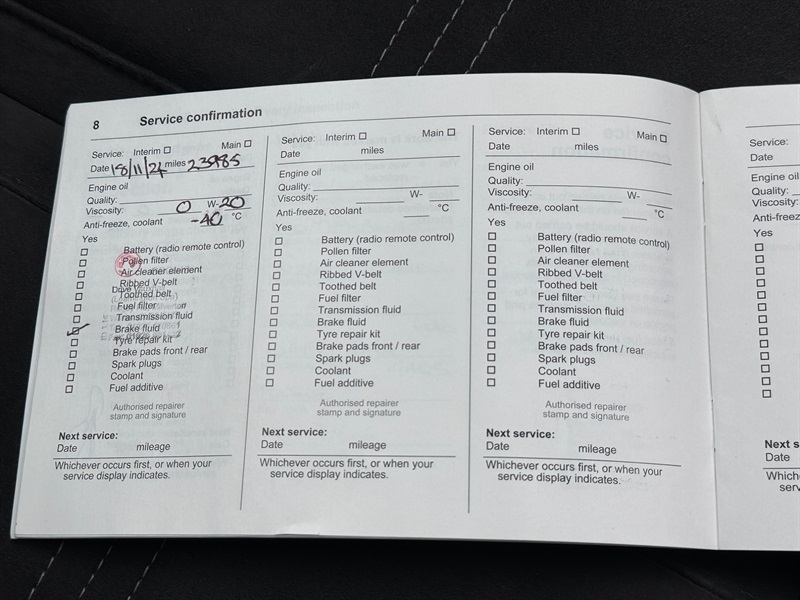 8 Service confirmation
Service: Interim ☐ Main ☐
Date 18/11/24 miles 23985
Engine oil
Quality:
Viscosity: 0 W- 20
Anti-freeze, coolant -40 °C
Yes
☐ Battery (radio remote control)
☐ Pollen filter
☐ Air cleaner element
☐ Ribbed V-belt
☐ Toothed belt
☐ Fuel filter
☐ Transmission fluid
☑ Brake fluid
☐ Tyre repair kit
☐ Brake pads front / rear
☐ Spark plugs
☐ Coolant
☐ Fuel additive
Authorised repairer
stamp and signature
Next service:
Date mileage
Whichever occurs first, or when your
service display indicates.
Service: Interim ☐ Main ☐
Date miles
Engine oil
Quality:
Viscosity: W-
Anti-freeze, coolant °C
Yes
☐ Battery (radio remote control)
☐ Pollen filter
☐ Air cleaner element
☐ Ribbed V-belt
☐ Toothed belt
☐ Fuel filter
☐ Transmission fluid
☐ Brake fluid
☐ Tyre repair kit
☐ Brake pads front / rear
☐ Spark plugs
☐ Coolant
☐ Fuel additive
Authorised repairer
stamp and signature
Next service:
Date mileage
Whichever occurs first, or when your
service display indicates.
Service: Interim ☐ Main ☐
Date miles
Engine oil
Quality:
Viscosity: W-
Anti-freeze, coolant °C
Yes
☐ Battery (radio remote control)
☐ Pollen filter
☐ Air cleaner element
☐ Ribbed V-belt
☐ Toothed belt
☐ Fuel filter
☐ Transmission fluid
☐ Brake fluid
☐ Tyre repair kit
☐ Brake pads front / rear
☐ Spark plugs
☐ Coolant
☐ Fuel additive
Authorised repairer
stamp and signature
Next service:
Date mileage
Whichever occurs first, or when your
service display indicates.
Service:
Date
Engine oil
Quality:
Viscosity:
Anti-freez
Yes
☐
☐
☐
☐
☐
☐
☐
☐
☐
☐
☐
☐
☐
Next s
Date
Which
serv